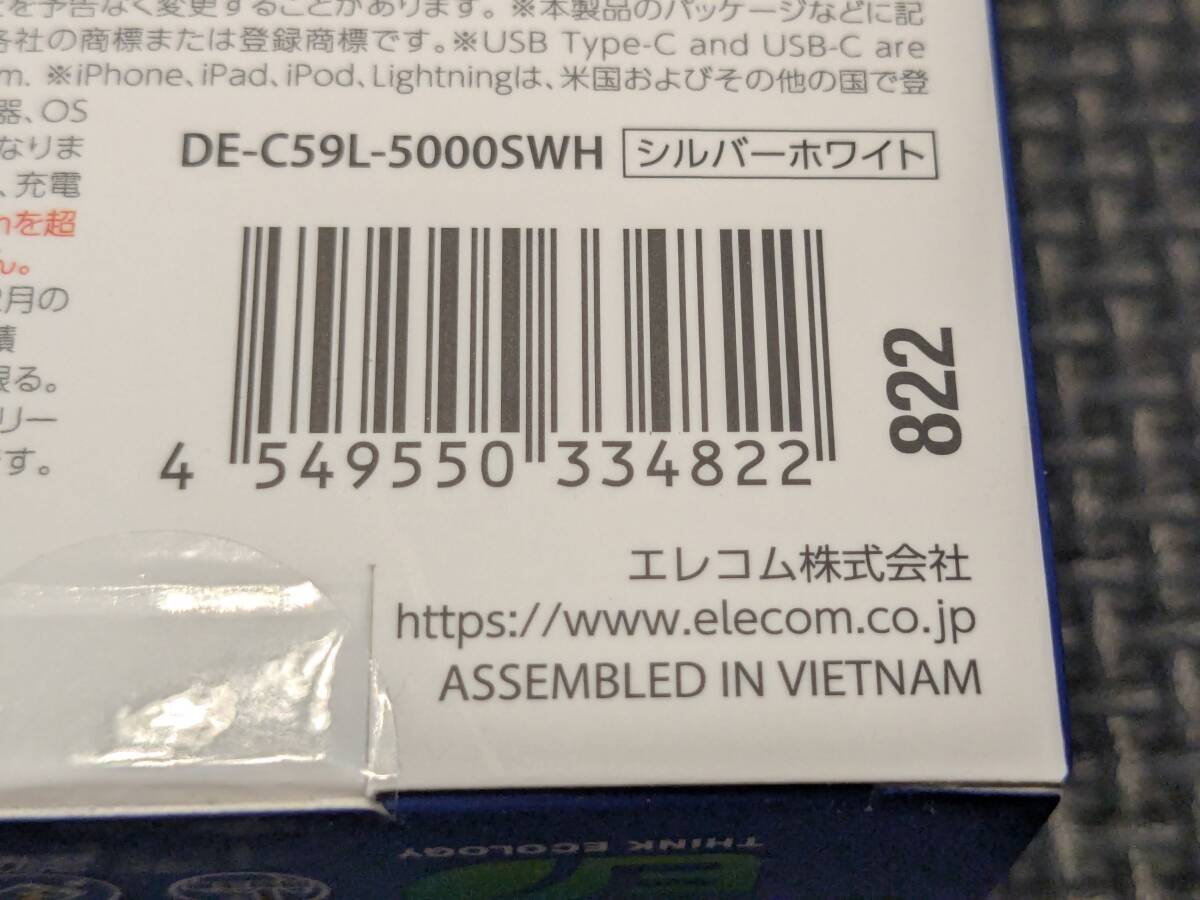 を予告なく変更することがあります。※本製品のパッケージなどに記
各社の商標または登録商標です。※USB Type-C and USB-C are
m. ※iPhone、iPad、iPod、Lightningは、米国およびその他の国で登
器、OS
なりま
、充電
hを超
ん。
2月の
積
限る。
リー
です。
DE-C59L-5000SWH シルバーホワイト
4 549550 334822
822
エレコム株式会社
https://www.elecom.co.jp
ASSEMBLED IN VIETNAM
THINK ECOLOGY